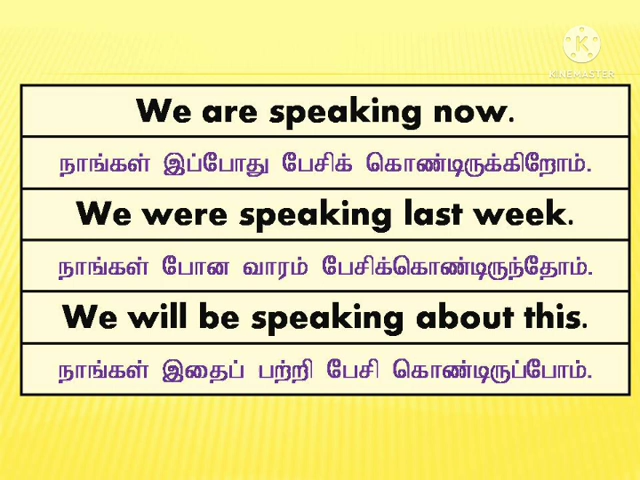 KINEMASTER
We are speaking now.
நாங்கள் இப்போது பேசிக் கொண்டிருக்கிறோம்.
We were speaking last week.
நாங்கள் போன வாரம் பேசிக்கொண்டிருந்தோம்.
We will be speaking about this.
நாங்கள் இதைப் பற்றி பேசி கொண்டிருப்போம்.